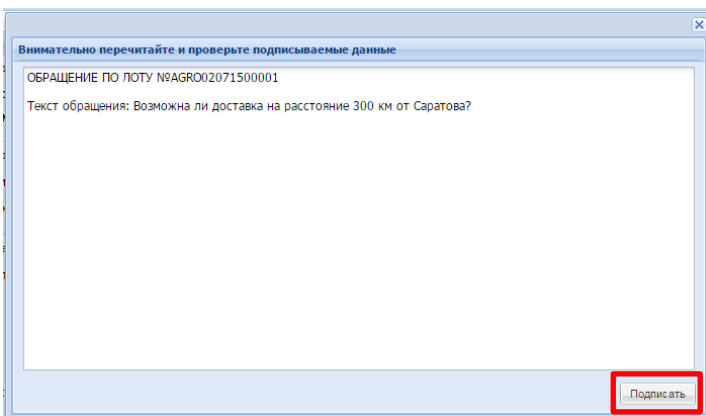 Внимательно перечитайте и проверьте подписываемые данные
ОБРАЩЕНИЕ ПО ЛОТУ №AGRO02071500001
Текст обращения: Возможна ли доставка на расстояние 300 км от Саратова?
Подписать